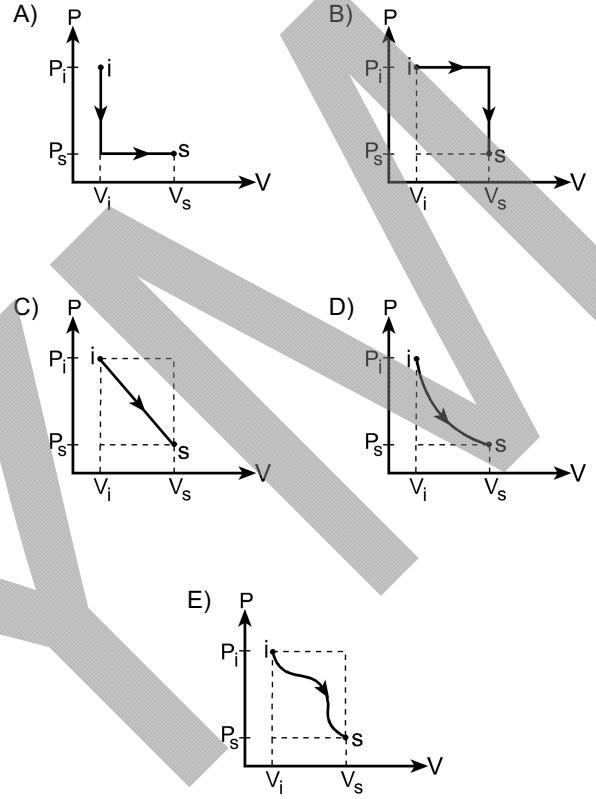 A) P B) P
Pi i Pi i
Ps s Ps s
Vi Vs V Vi Vs V
C) P D) P
Pi i Pi i
Ps s Ps s
Vi Vs V Vi Vs V
E) P
Pi i
Ps s
Vi Vs V